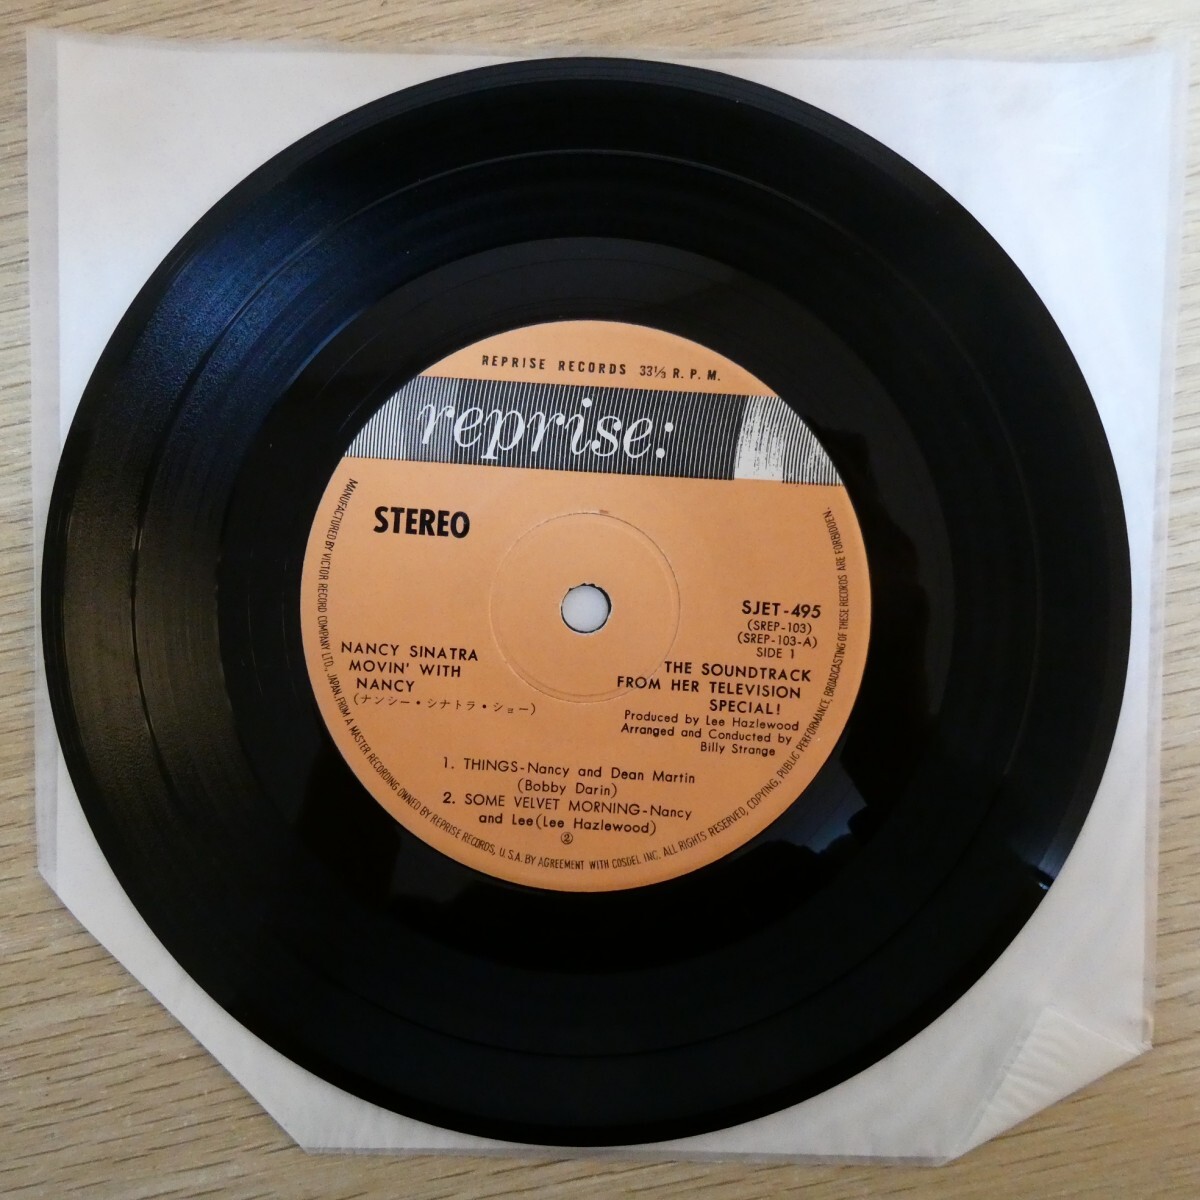 REPRISE RECORDS 33⅓ R. P. M.
reprise:
STEREO
SJET-495
(SREP-103)
(SREP-103-A)
SIDE 1
NANCY SINATRA
MOVIN' WITH
NANCY
(ナンシー・シナトラ・ショー)
THE SOUNDTRACK
FROM HER TELEVISION
SPECIAL!
Produced by Lee Hazlewood
Arranged and Conducted by
Billy Strange
1. THINGS-Nancy and Dean Martin
(Bobby Darin)
2. SOME VELVET MORNING-Nancy
and Lee(Lee Hazlewood)
②
MANUFACTURED BY VICTOR RECORD COMPANY LTD., JAPAN. FROM A MASTER RECORDING OWNED BY REPRISE RECORDS, U.S.A. BY AGREEMENT WITH COSDEL INC. ALL RIGHTS RESERVED, COPYING, PUBLIC PERFORMANCE, BROADCASTING OF THESE RECORDS ARE FORBIDDEN.